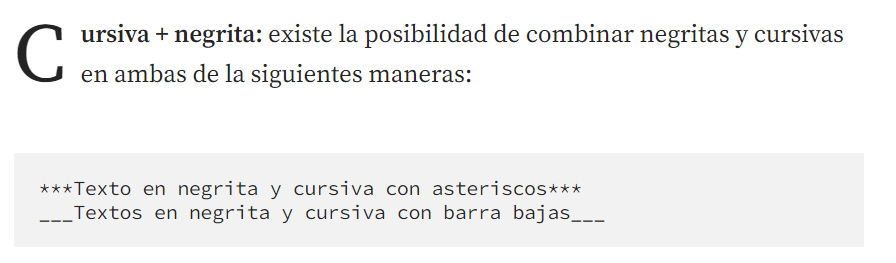 Cursiva + negrita: existe la posibilidad de combinar negritas y cursivas
en ambas de la siguientes maneras:
***Texto en negrita y cursiva con asteriscos***
___Textos en negrita y cursiva con barra bajas___